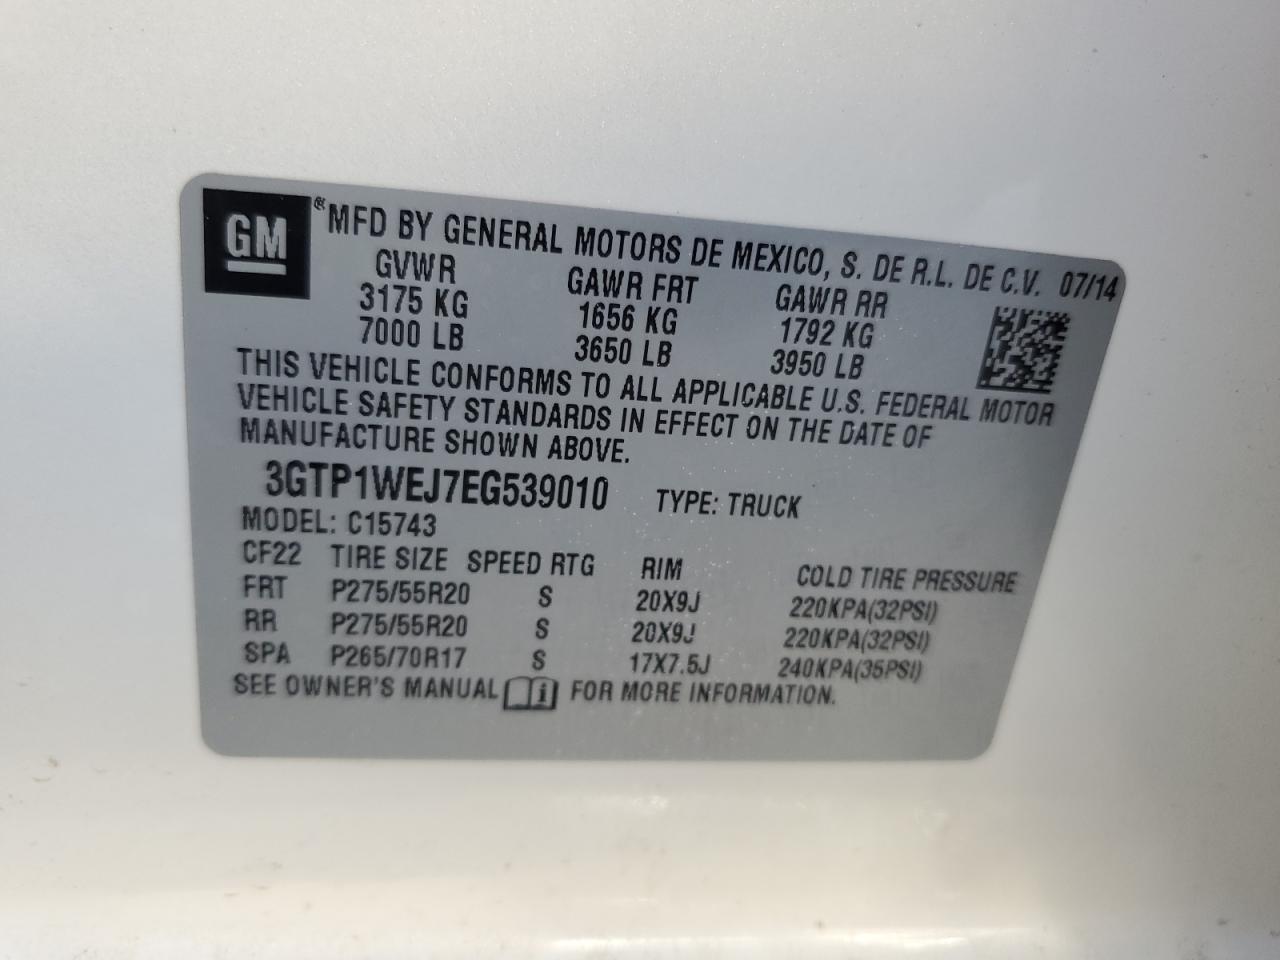 GM
® MFD BY GENERAL MOTORS DE MEXICO, S. DE R.L. DE C.V. 07/14
GVWR GAWR FRT GAWR RR
3175 KG 1656 KG 1792 KG
7000 LB 3650 LB 3950 LB
THIS VEHICLE CONFORMS TO ALL APPLICABLE U.S. FEDERAL MOTOR
VEHICLE SAFETY STANDARDS IN EFFECT ON THE DATE OF
MANUFACTURE SHOWN ABOVE.
3GTP1WEJ7EG539010 TYPE: TRUCK
MODEL: C15743
CF22 TIRE SIZE SPEED RTG RIM COLD TIRE PRESSURE
FRT P275/55R20 S 20X9J 220KPA(32PSI)
RR P275/55R20 S 20X9J 220KPA(32PSI)
SPA P265/70R17 S 17X7.5J 240KPA(35PSI)
SEE OWNER'S MANUAL i FOR MORE INFORMATION.